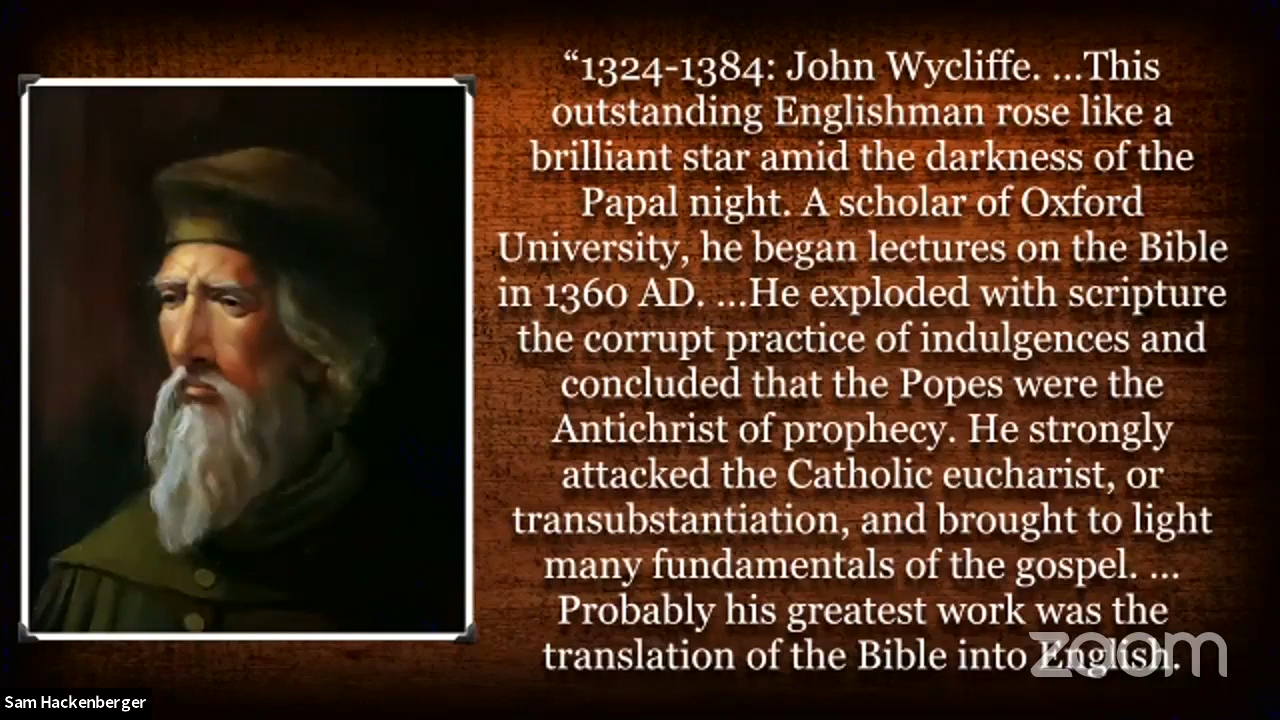 “1324-1384: John Wycliffe. ...This
outstanding Englishman rose like a
brilliant star amid the darkness of the
Papal night. A scholar of Oxford
University, he began lectures on the Bible
in 1360 AD. ...He exploded with scripture
the corrupt practice of indulgences and
concluded that the Popes were the
Antichrist of prophecy. He strongly
attacked the Catholic eucharist, or
transubstantiation, and brought to light
many fundamentals of the gospel. ...
Probably his greatest work was the
translation of the Bible into English.
zoom
Sam Hackenberger